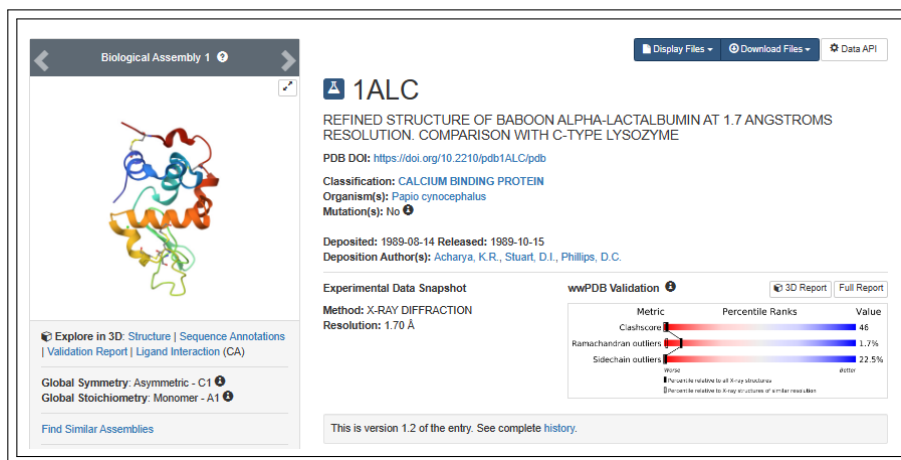 Biological Assembly 1
Display Files
Download Files
Data API
1ALC
REFINED STRUCTURE OF BABOON ALPHA-LACTALBUMIN AT 1.7 ANGSTROMS
RESOLUTION. COMPARISON WITH C-TYPE LYSOZYME
PDB DOI: https://doi.org/10.2210/pdb1ALC/pdb
Classification: CALCIUM BINDING PROTEIN
Organism(s): Papio cynocephalus
Mutation(s): No
Deposited: 1989-08-14 Released: 1989-10-15
Deposition Author(s): Acharya, K.R., Stuart, D.I., Phillips, D.C.
Experimental Data Snapshot
Method: X-RAY DIFFRACTION
Resolution: 1.70 Å
wwPDB Validation
3D Report
Full Report
Metric Percentile Ranks Value
Clashscore 46
Ramachandran outliers 1.7%
Sidechain outliers 22.5%
Worse Better
Percentile relative to all X-ray structures
Percentile relative to X-ray structures of similar resolution
Explore in 3D: Structure | Sequence Annotations
| Validation Report | Ligand Interaction (CA)
Global Symmetry: Asymmetric - C1
Global Stoichiometry: Monomer - A1
Find Similar Assemblies
This is version 1.2 of the entry. See complete history.